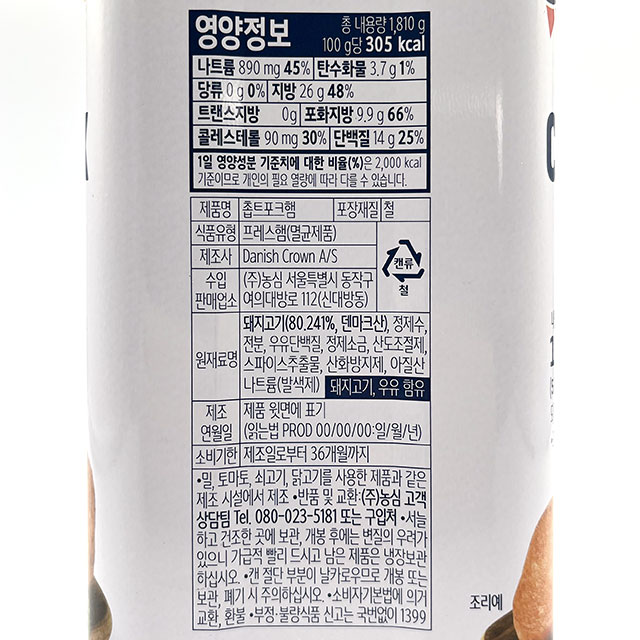 영양정보 총 내용량 1,810 g
100 g당 305 kcal
나트륨 890 mg 45% 탄수화물 3.7 g 1%
당류 0 g 0% 지방 26 g 48%
트랜스지방 0 g 포화지방 9.9 g 66%
콜레스테롤 90 mg 30% 단백질 14 g 25%
1일 영양성분 기준치에 대한 비율(%)은 2,000 kcal
기준이므로 개인의 필요 열량에 따라 다를 수 있습니다.
제품명 촙트포크햄 포장재질 철
식품유형 프레스햄(멸균제품)
제조사 Danish Crown A/S
캔류
철
수입
판매업소
(주)농심 서울특별시 동작구
여의대방로 112(신대방동)
원재료명
돼지고기(80.241%, 덴마크산), 정제수,
전분, 우유단백질, 정제소금, 산도조절제,
스파이스추출물, 산화방지제, 아질산
나트륨(발색제) 돼지고기, 우유 함유
제조
연월일
제품 윗면에 표기
(읽는법 PROD 00/00/00:일/월/년)
소비기한 제조일로부터 36개월까지
•밀, 토마토, 쇠고기, 닭고기를 사용한 제품과 같은
제조 시설에서 제조 •반품 및 교환:(주)농심 고객
상담팀 Tel. 080-023-5181 또는 구입처 •서늘
하고 건조한 곳에 보관, 개봉 후에는 변질의 우려가
있으니 가급적 빨리 드시고 남은 제품은 냉장보관
하십시오. •캔 절단 부분이 날카로우므로 개봉 또는
보관, 폐기 시 주의하십시오. •소비자기본법에 의거
교환, 환불 •부정·불량식품 신고는 국번없이 1399
조리예